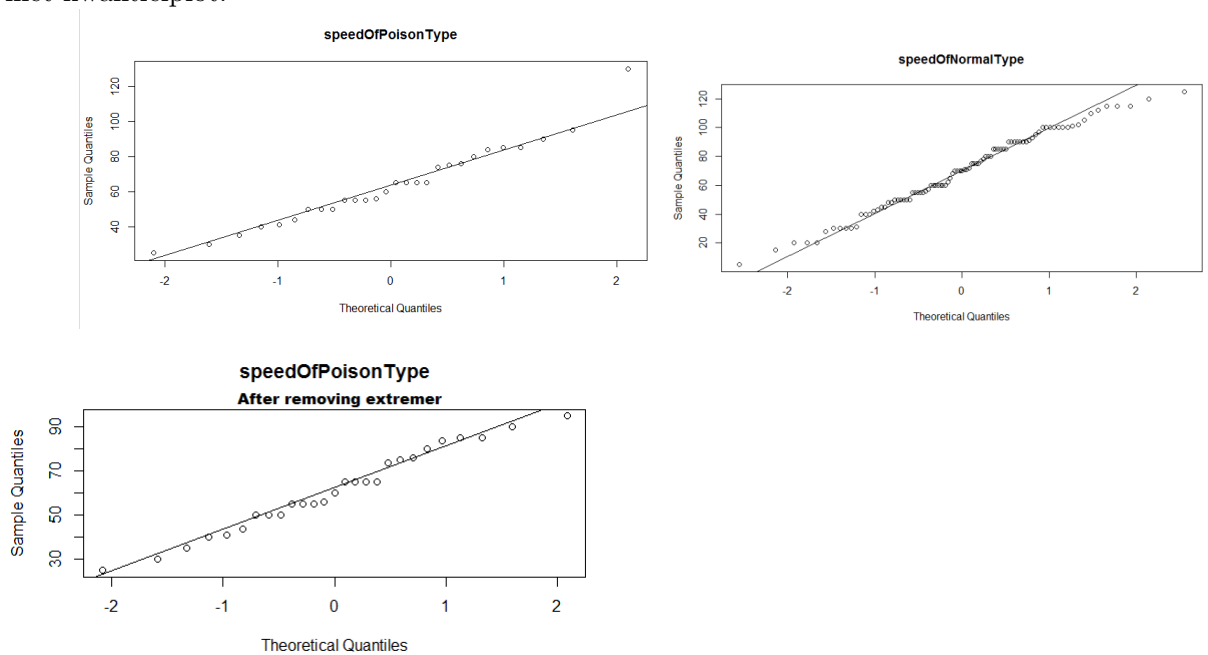 met kwantielplot.
speedOfPoisonType
120
100
80
60
40
Sample Quantiles
-2 -1 0 1 2
Theoretical Quantiles
speedOfNormalType
120
100
80
60
40
20
Sample Quantiles
-2 -1 0 1 2
Theoretical Quantiles
speedOfPoisonType
After removing extremer
90
70
50
30
Sample Quantiles
-2 -1 0 1 2
Theoretical Quantiles